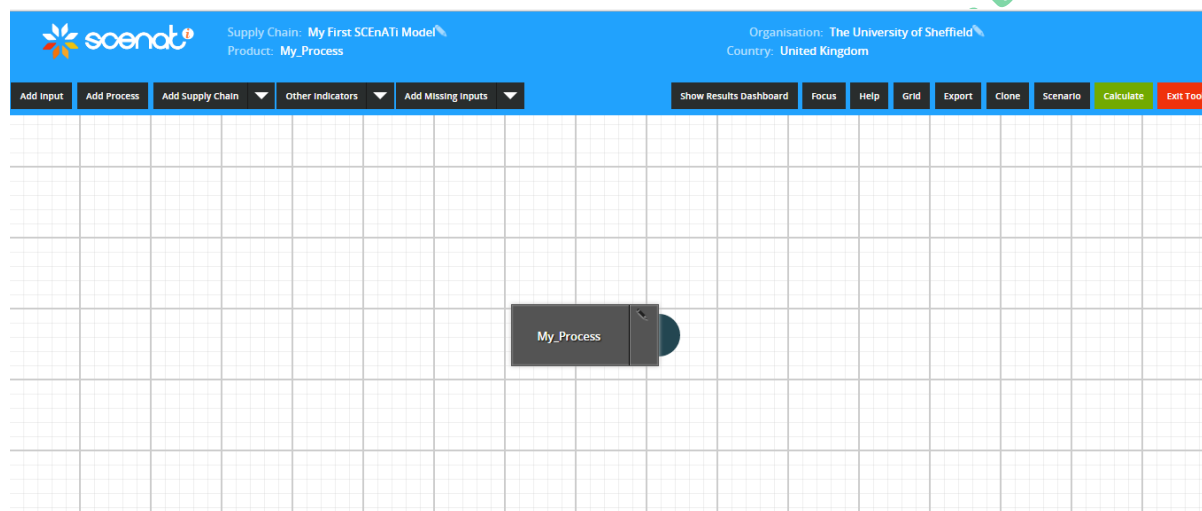 scenat i
Supply Chain: My First SCEnATi Model
Organisation: The University of Sheffield
Product: My_Process
Country: United Kingdom
Add Input Add Process Add Supply Chain Other Indicators Add Missing Inputs Show Results Dashboard Focus Help Grid Export Clone Scenario Calculate Exit Too
My_Process